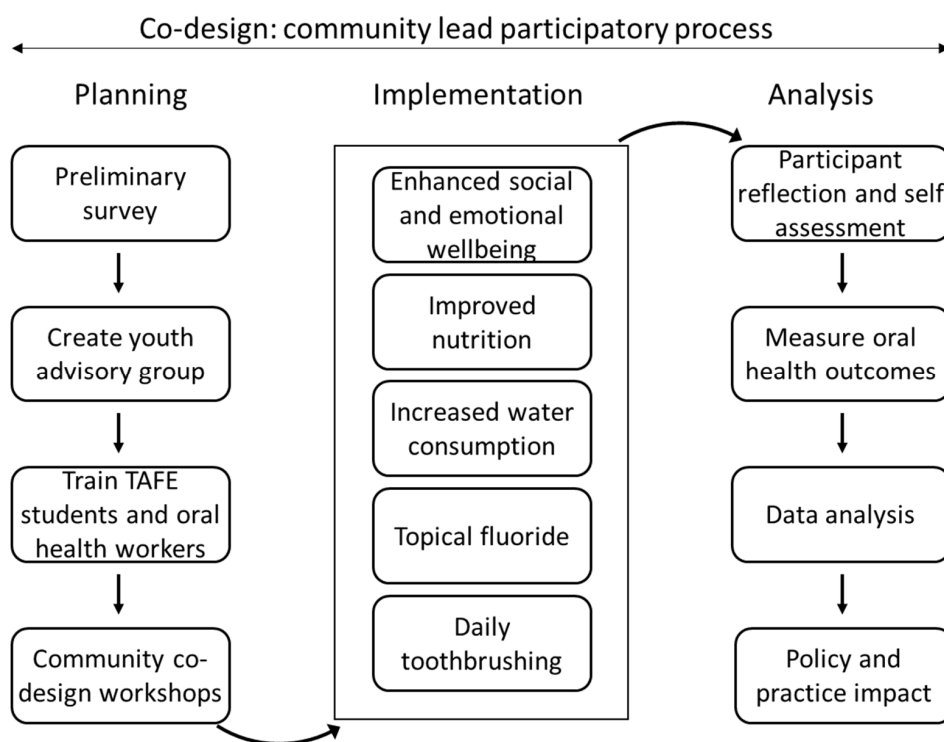 Co-design: community lead participatory process
Planning
Preliminary
survey
Create youth
advisory group
Train TAFE
students and oral
health workers
Community co-
design workshops
Implementation
Enhanced social
and emotional
wellbeing
Improved
nutrition
Increased water
consumption
Topical fluoride
Daily
toothbrushing
Analysis
Participant
reflection and self
assessment
Measure oral
health outcomes
Data analysis
Policy and
practice impact